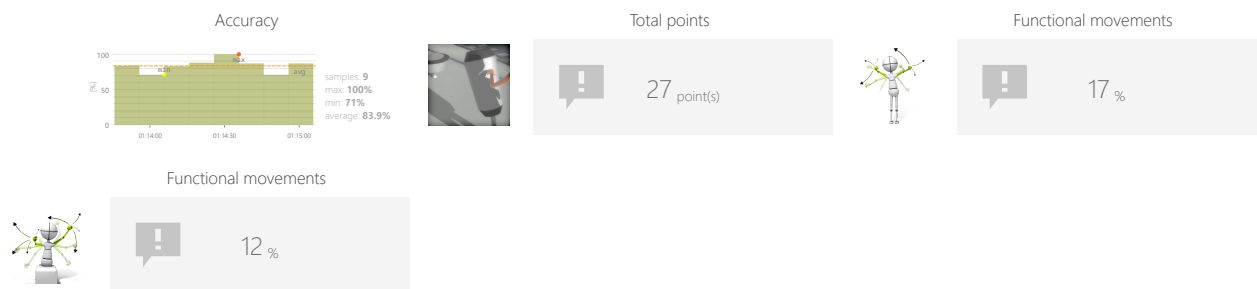 Accuracy
Total points
Functional movements
100
max
min
avg
[%]
50
0
01:14:00
01:14:30
01:15:00
samples: 9
max: 100%
min: 71%
average: 83.9%
27 point(s)
17 %
Functional movements
12 %